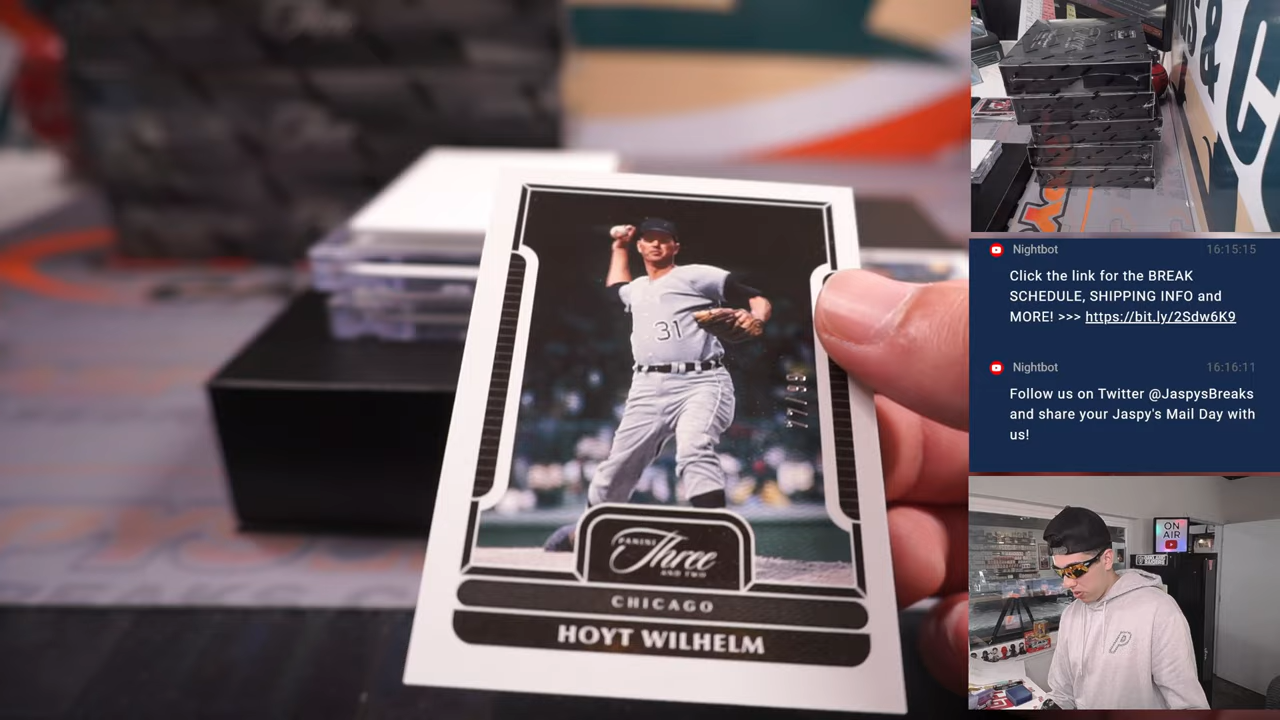 31
77/99
PANINI
Three
AND TWO
CHICAGO
HOYT WILHELM
S & C
Nightbot 16:15:15
Click the link for the BREAK
SCHEDULE, SHIPPING INFO and
MORE! >>> https://bit.ly/2Sdw6K9
Nightbot 16:16:11
Follow us on Twitter @JaspysBreaks
and share your Jaspy's Mail Day with
us!
ON
AIR
P